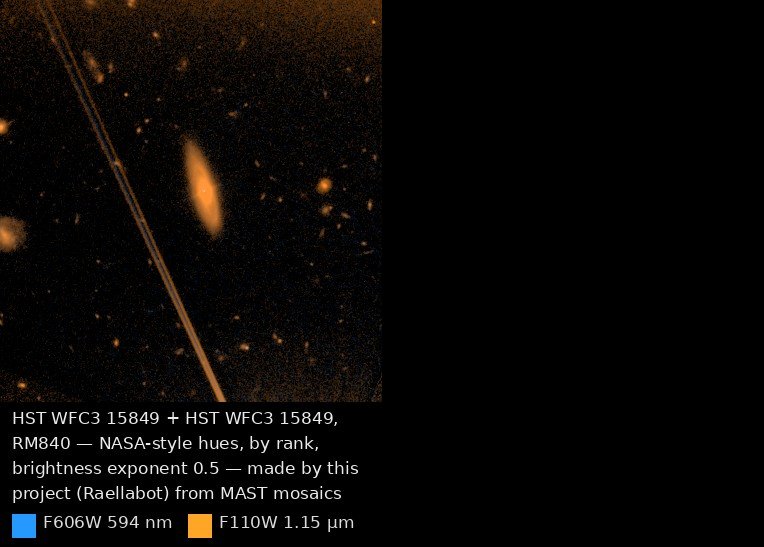 HST WFC3 15849 + HST WFC3 15849,
RM840 — NASA-style hues, by rank,
brightness exponent 0.5 — made by this
project (Raellabot) from MAST mosaics
F606W 594 nm F110W 1.15 µm